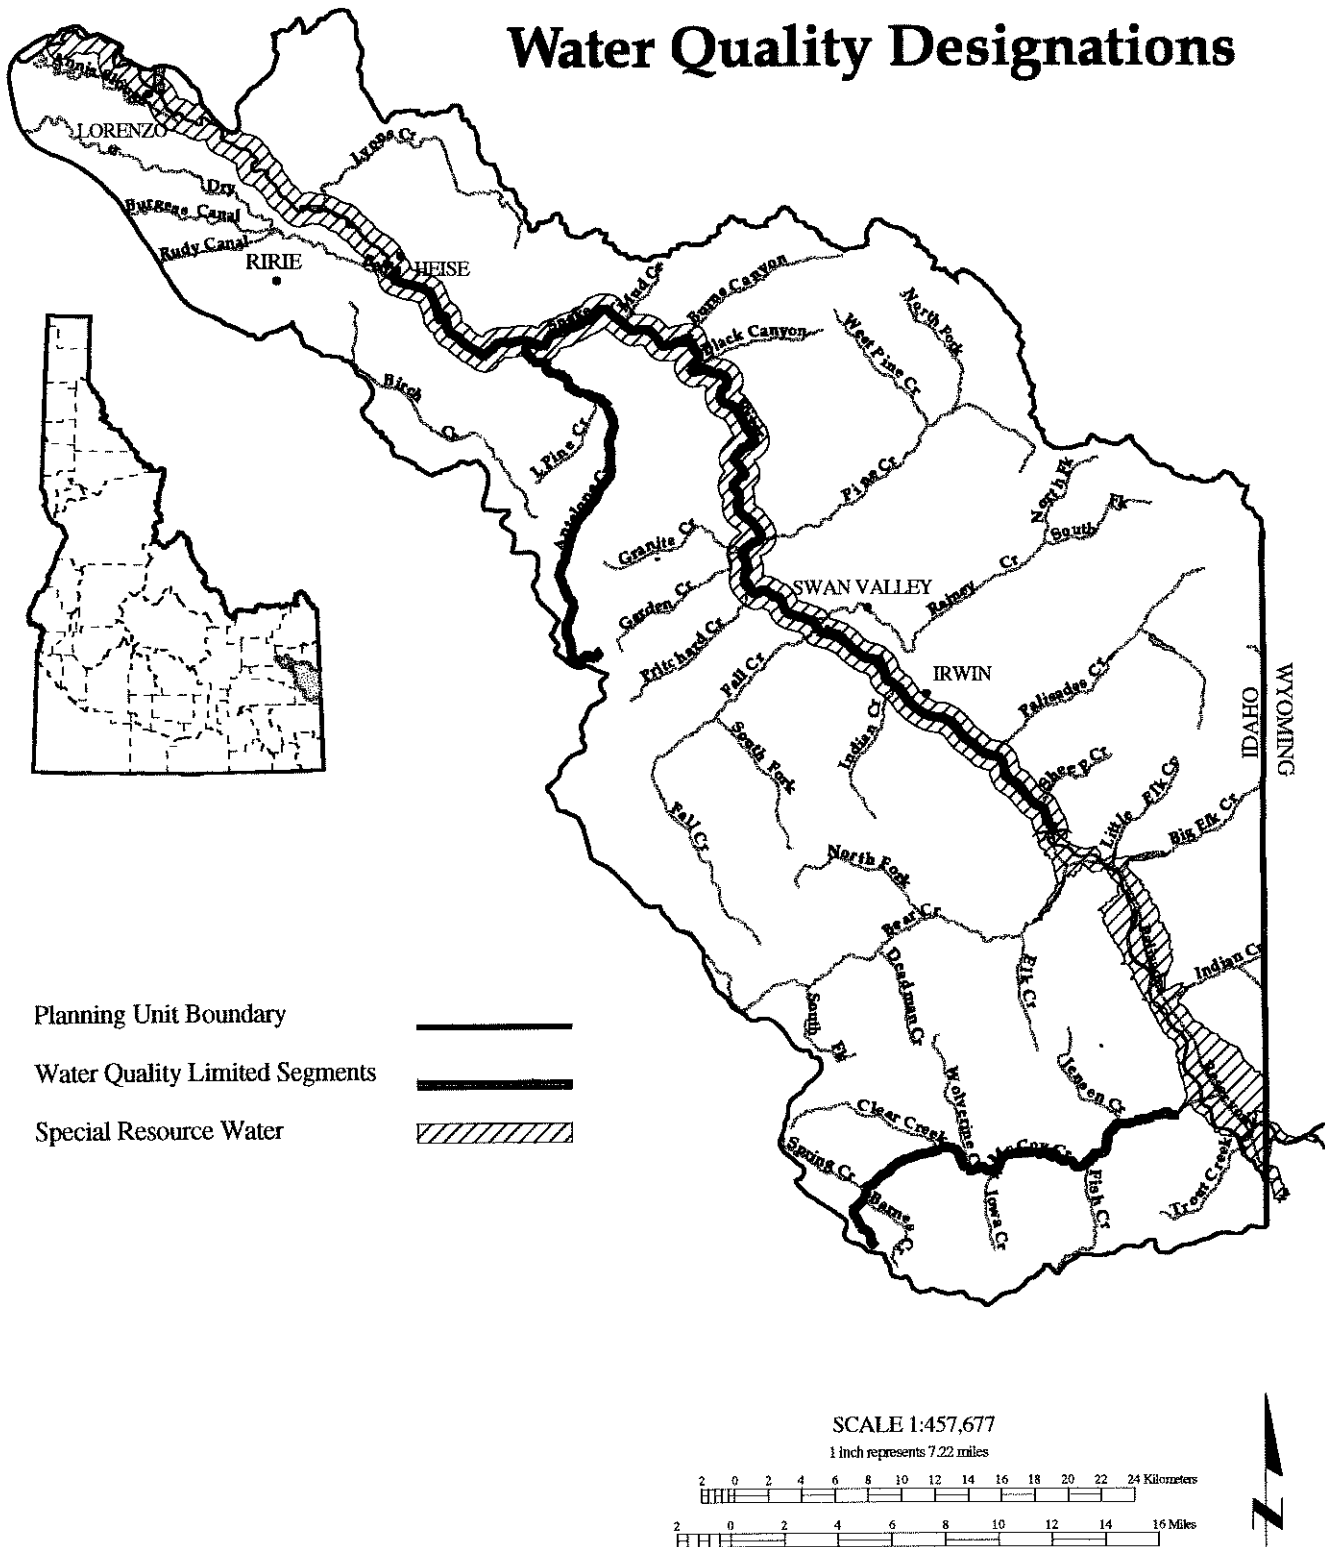 Water Quality Designations
Annis Slough
LORENZO
Lyons Cr
Dry
Burgess Canal
Rudy Canal
RIRIE
HEISE
Snake
Mud Cr
Burns Canyon
Black Canyon
North Fork
West Pine Cr
Birch
Cr
L Pine Cr
Antelope Cr
River
Pine Cr
North Fk
South
Fk
Granite Cr
Garden Cr
SWAN VALLEY
Rainey
Cr
Pritchard Cr
Fall Cr
IRWIN
Palisades Cr
WYOMING
IDAHO
South Fork
Indian Cr
Sheep Cr
Little
Elk Cr
Fall Cr
Big Elk Cr
North Fork
Bear Cr
Deadman Cr
Elk Cr
Palisades
Indian Cr
Planning Unit Boundary
South
Fk
Water Quality Limited Segments
Jensen Cr
Reservoir
Wolverine Cr
Special Resource Water
Clear Creek
McCoy Cr
Spring Cr
Trout Creek
Barnes
Cr
Iowa Cr
Fish Cr
SCALE 1:457,677
1 inch represents 7.22 miles
2 0 2 4 6 8 10 12 14 16 18 20 22 24 Kilometers
2 0 2 4 6 8 10 12 14 16 Miles
N